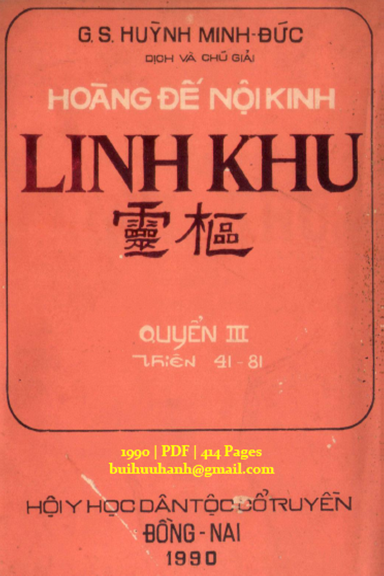 G.S. HUỲNH MINH-ĐỨC
DỊCH VÀ CHÚ GIẢI
HOÀNG ĐẾ NỘI KINH
LINH KHU
靈樞
QUYỂN III
THIÊN 41-81
1990 | PDF | 414 Pages
buihuuhanh@gmail.com
HỘI Y HỌC DÂN TỘC CỔ TRUYỀN
ĐỒNG-NAI
1990